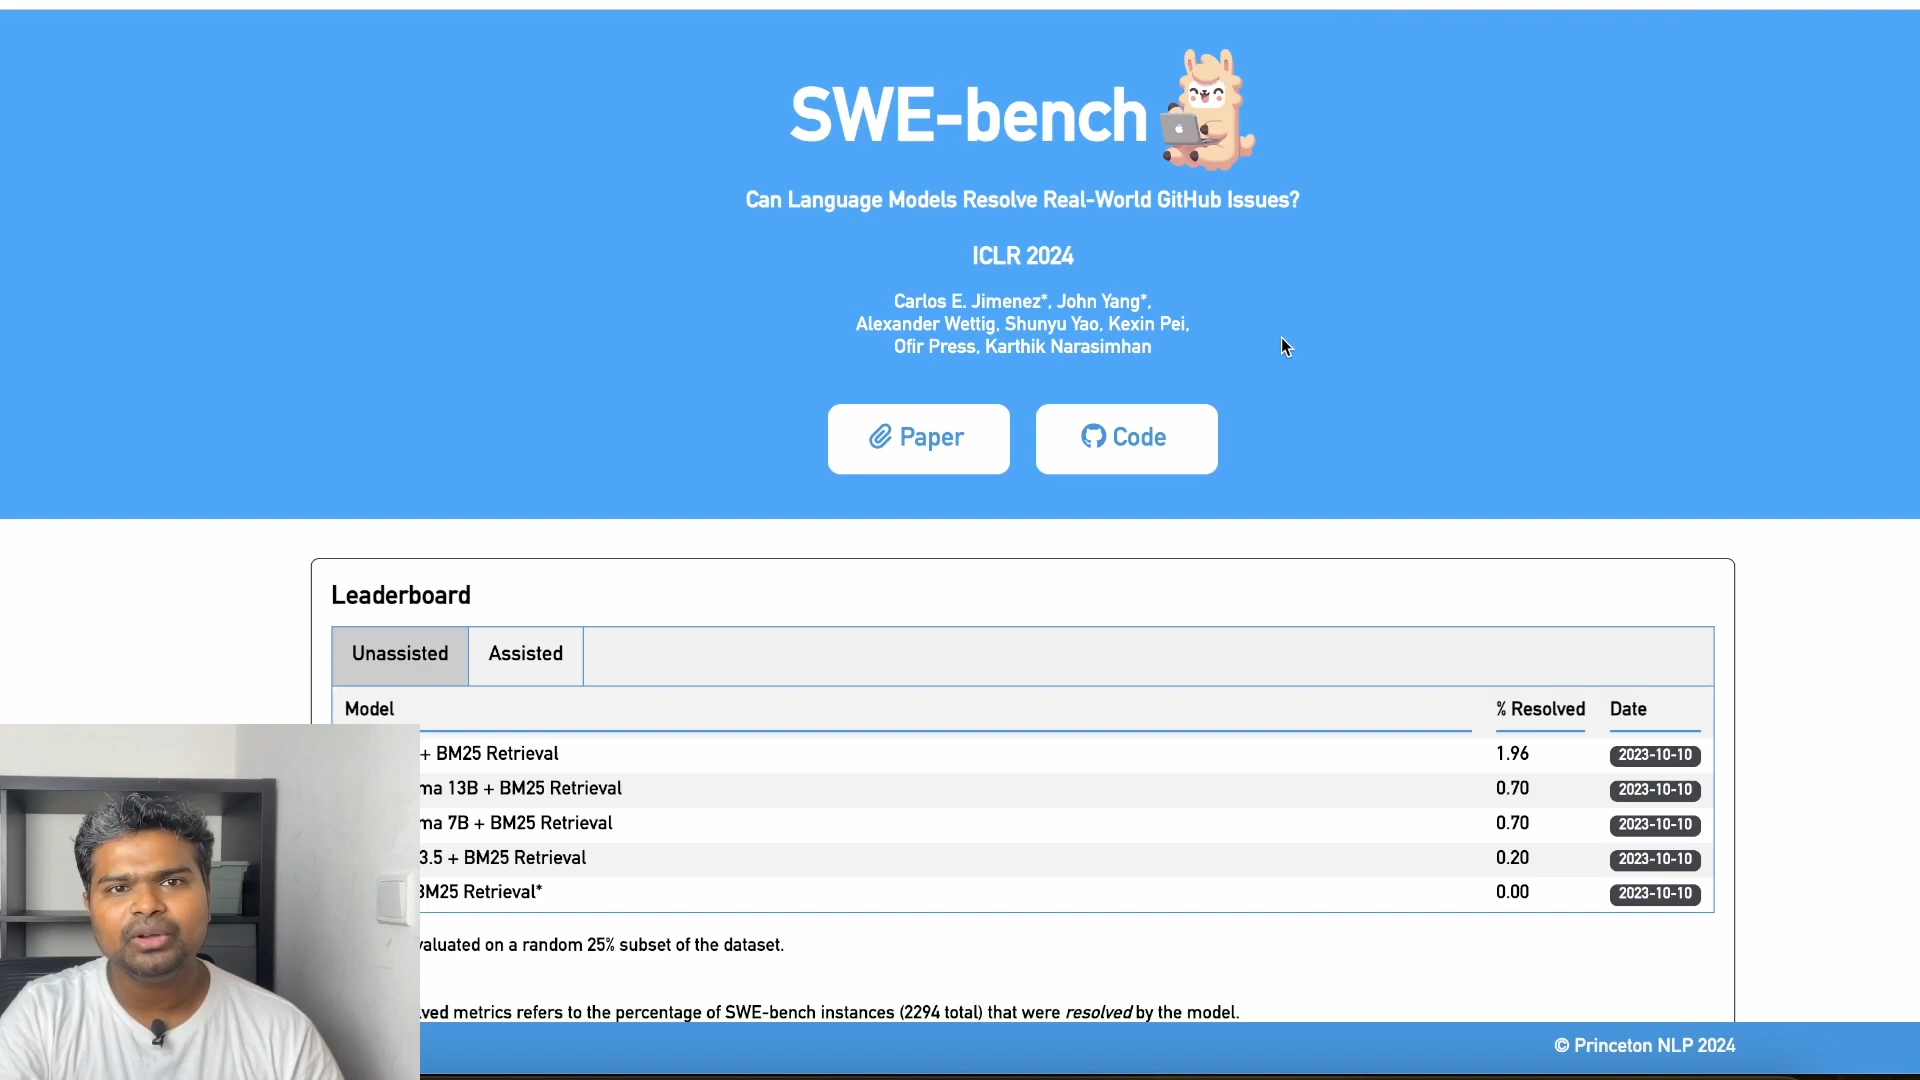 SWE-bench
Can Language Models Resolve Real-World GitHub Issues?
ICLR 2024
Carlos E. Jimenez*, John Yang*,
Alexander Wettig, Shunyu Yao, Kexin Pei,
Ofir Press, Karthik Narasimhan
Paper
Code
Leaderboard
Unassisted Assisted
Model % Resolved Date
+ BM25 Retrieval 1.96 2023-10-10
13B + BM25 Retrieval 0.70 2023-10-10
7B + BM25 Retrieval 0.70 2023-10-10
3.5 + BM25 Retrieval 0.20 2023-10-10
BM25 Retrieval* 0.00 2023-10-10
on a random 25% subset of the dataset.
metrics refers to the percentage of SWE-bench instances (2294 total) that were resolved by the model.
© Princeton NLP 2024